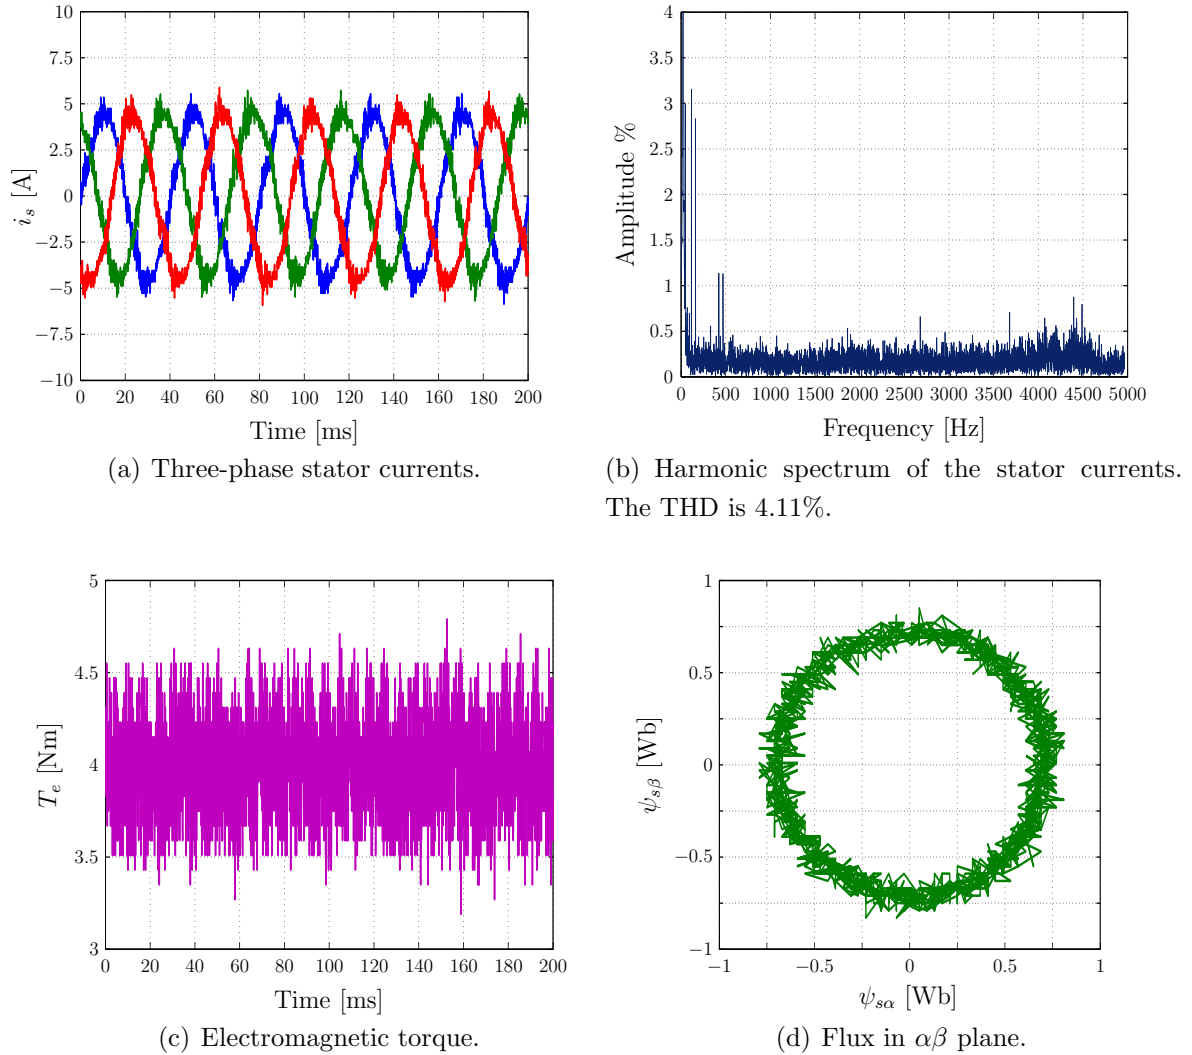 10
7.5
5
2.5
0
−2.5
−5
−7.5
−10
i_s [A]
0 20 40 60 80 100 120 140 160 180 200
Time [ms]
(a) Three-phase stator currents.
4
3.5
3
2.5
2
1.5
1
0.5
0
Amplitude %
0 500 1000 1500 2000 2500 3000 3500 4000 4500 5000
Frequency [Hz]
(b) Harmonic spectrum of the stator currents.
The THD is 4.11%.
5
4.5
4
3.5
3
T_e [Nm]
0 20 40 60 80 100 120 140 160 180 200
Time [ms]
(c) Electromagnetic torque.
1
0.5
0
−0.5
−1
ψ_sβ [Wb]
−1 −0.5 0 0.5 1
ψ_sα [Wb]
(d) Flux in αβ plane.